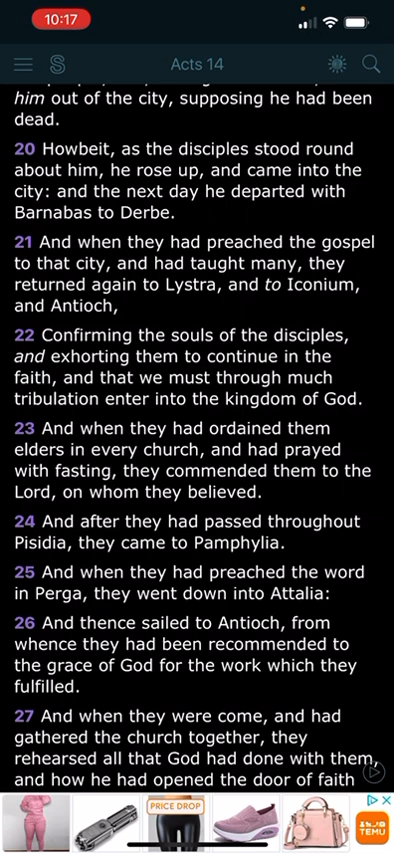 10:17
Acts 14
him out of the city, supposing he had been
dead.
20 Howbeit, as the disciples stood round
about him, he rose up, and came into the
city: and the next day he departed with
Barnabas to Derbe.
21 And when they had preached the gospel
to that city, and had taught many, they
returned again to Lystra, and to Iconium,
and Antioch,
22 Confirming the souls of the disciples,
and exhorting them to continue in the
faith, and that we must through much
tribulation enter into the kingdom of God.
23 And when they had ordained them
elders in every church, and had prayed
with fasting, they commended them to the
Lord, on whom they believed.
24 And after they had passed throughout
Pisidia, they came to Pamphylia.
25 And when they had preached the word
in Perga, they went down into Attalia:
26 And thence sailed to Antioch, from
whence they had been recommended to
the grace of God for the work which they
fulfilled.
27 And when they were come, and had
gathered the church together, they
rehearsed all that God had done with them,
and how he had opened the door of faith
PRICE DROP
TEMU